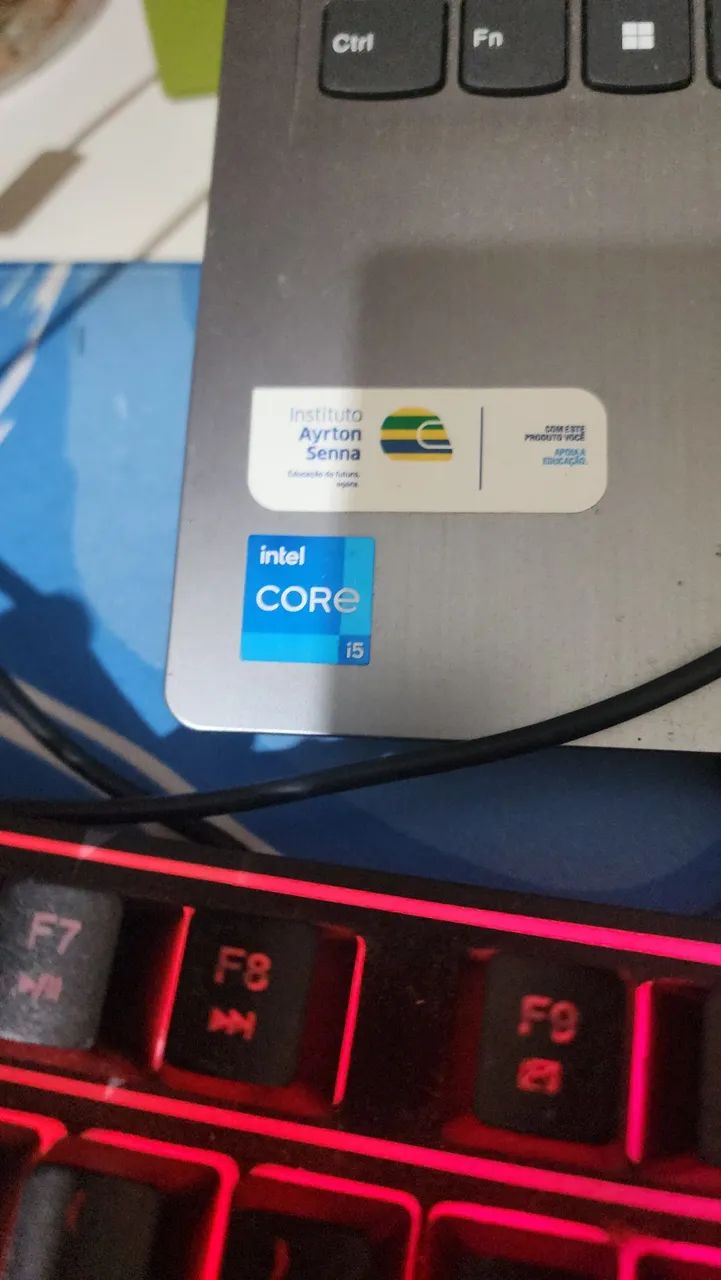 Ctrl
Fn
Instituto
Ayrton
Senna
Educação do futuro,
agora.
COM ESTE
PRODUTO VOCÊ
APOIA A
EDUCAÇÃO.
intel
CORe
i5
F7
F8
F9